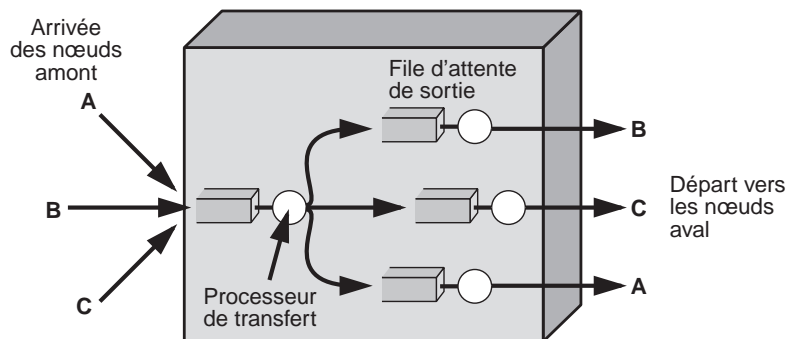 Arrivée
des nœuds
amont
A
B
C
Processeur
de transfert
File d'attente
de sortie
B
C
A
Départ vers
les nœuds
aval